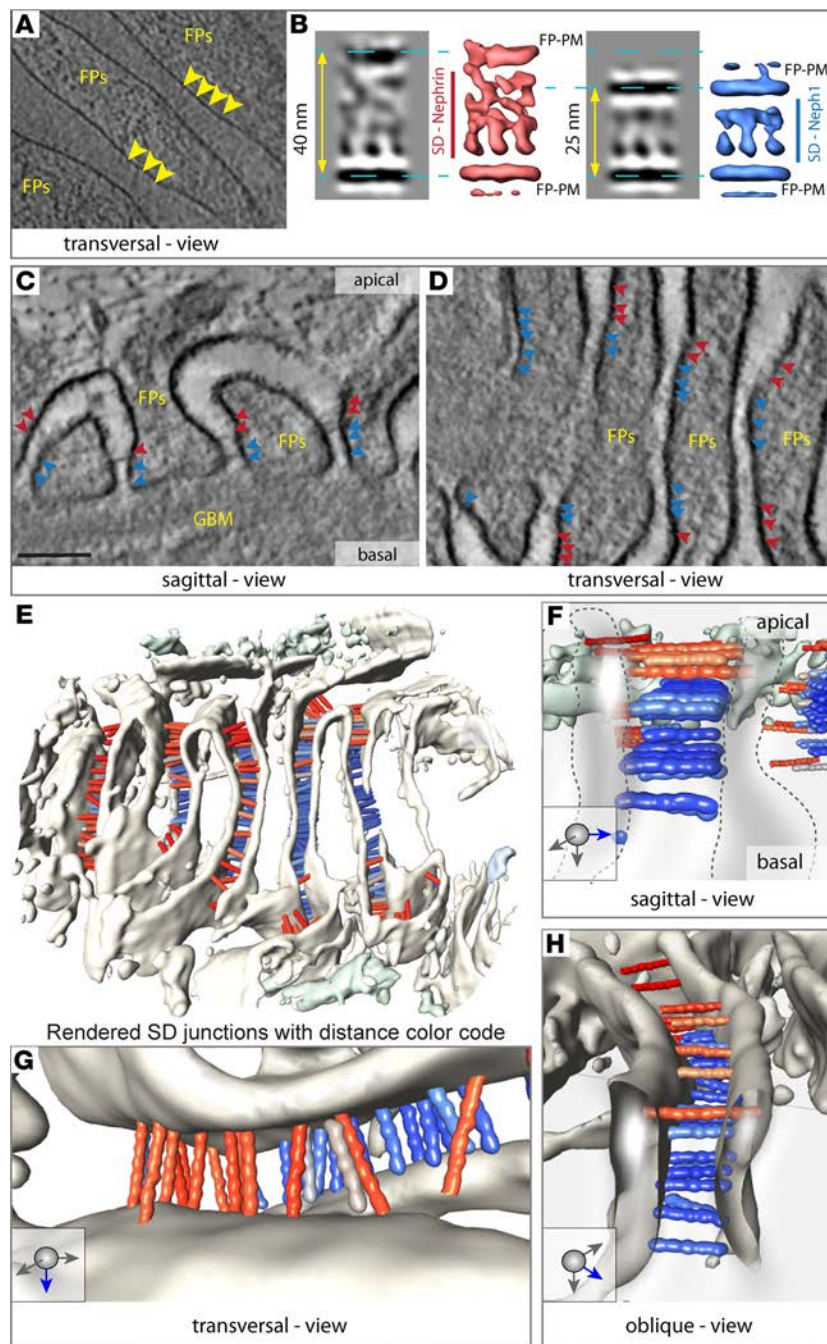 A
FPs
FPs
FPs
transversal - view
B
40 nm
SD - Nephrin
FP-PM
FP-PM
25 nm
SD - Neph1
FP-PM
FP-PM
C
apical
FPs
FPs
GBM
basal
sagittal - view
D
FPs
FPs
FPs
transversal - view
E
Rendered SD junctions with distance color code
F
apical
basal
sagittal - view
G
transversal - view
H
oblique - view